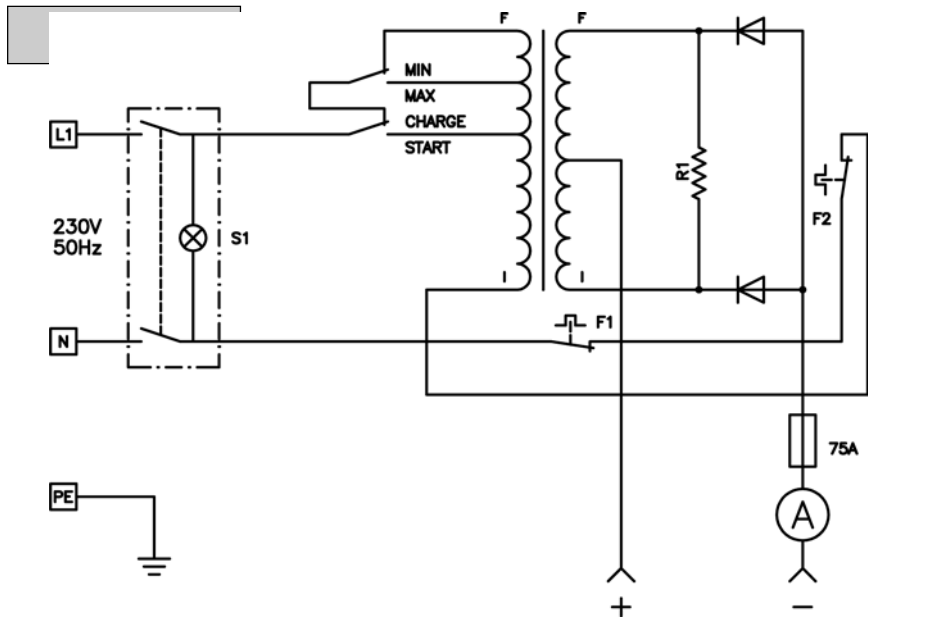 F
F
MIN
MAX
CHARGE
START
L1
R1
F2
230V
50Hz
S1
I
I
N
F1
75A
PE
A
+
−